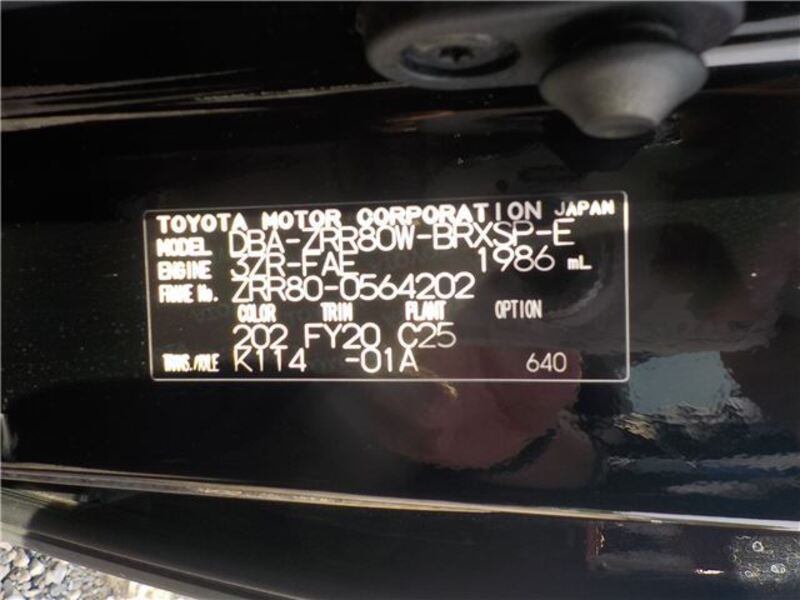 TOYOTA MOTOR CORPORATION JAPAN
MODEL DBA-ZRR80W-BRXSP-E
ENGINE 3ZR-FAE 1986 mL
FRAME No. ZRR80-0564202
COLOR TRIM PLANT OPTION
202 FY20 C25
TRANS./AXLE K114 -01A 640